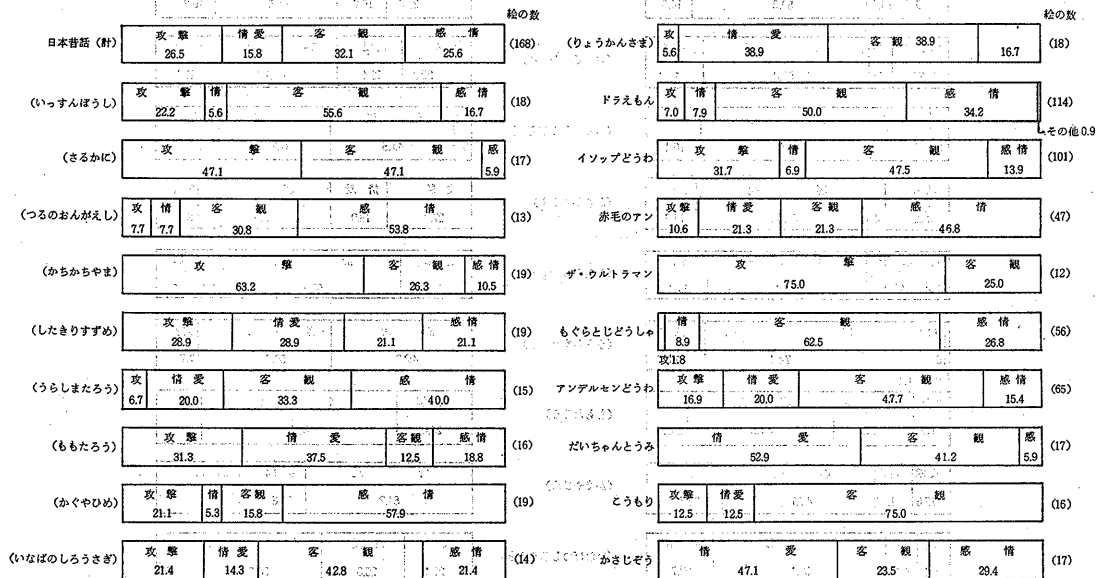 絵の数
日本昔話（計） 攻撃 26.5 情愛 15.8 客観 32.1 感情 25.6 (168)
（いっすんぼうし） 攻撃 22.2 情 5.6 客観 55.6 感情 16.7 (18)
（さるかに） 攻撃 47.1 客観 47.1 感 5.9 (17)
（つるのおんがえし） 攻 7.7 情 7.7 客観 30.8 感情 53.8 (13)
（かちかちやま） 攻撃 63.2 客観 26.3 感情 10.5 (19)
（したきりすずめ） 攻撃 28.9 情愛 28.9 21.1 感情 21.1 (19)
（うらしまたろう） 攻 6.7 情愛 20.0 客観 33.3 感情 40.0 (15)
（ももたろう） 攻撃 31.3 情愛 37.5 客観 12.5 感情 18.8 (16)
（かぐやひめ） 攻撃 21.1 情 5.3 客観 15.8 感情 57.9 (19)
（いなばのしろうさぎ） 攻撃 21.4 情愛 14.3 客観 42.8 感情 21.4 (14)
絵の数
（りょうかんさま） 攻 5.6 情愛 38.9 客観 38.9 16.7 (18)
ドラえもん 攻 7.0 情 7.9 客観 50.0 感情 34.2 (114)
その他 0.9
イソップどうわ 攻撃 31.7 情 6.9 客観 47.5 感情 13.9 (101)
赤毛のアン 攻撃 10.6 情愛 21.3 客観 21.3 感情 46.8 (47)
ザ・ウルトラマン 攻撃 75.0 客観 25.0 (12)
もぐらとじどうしゃ 情 8.9 客観 62.5 感情 26.8 (56)
攻1.8
アンデルセンどうわ 攻撃 16.9 情愛 20.0 客観 47.7 感情 15.4 (65)
だいちゃんとうみ 情愛 52.9 客観 41.2 感 5.9 (17)
こうもり 攻撃 12.5 情愛 12.5 客観 75.0 (16)
かさじぞう 情愛 47.1 客観 23.5 感情 29.4 (17)